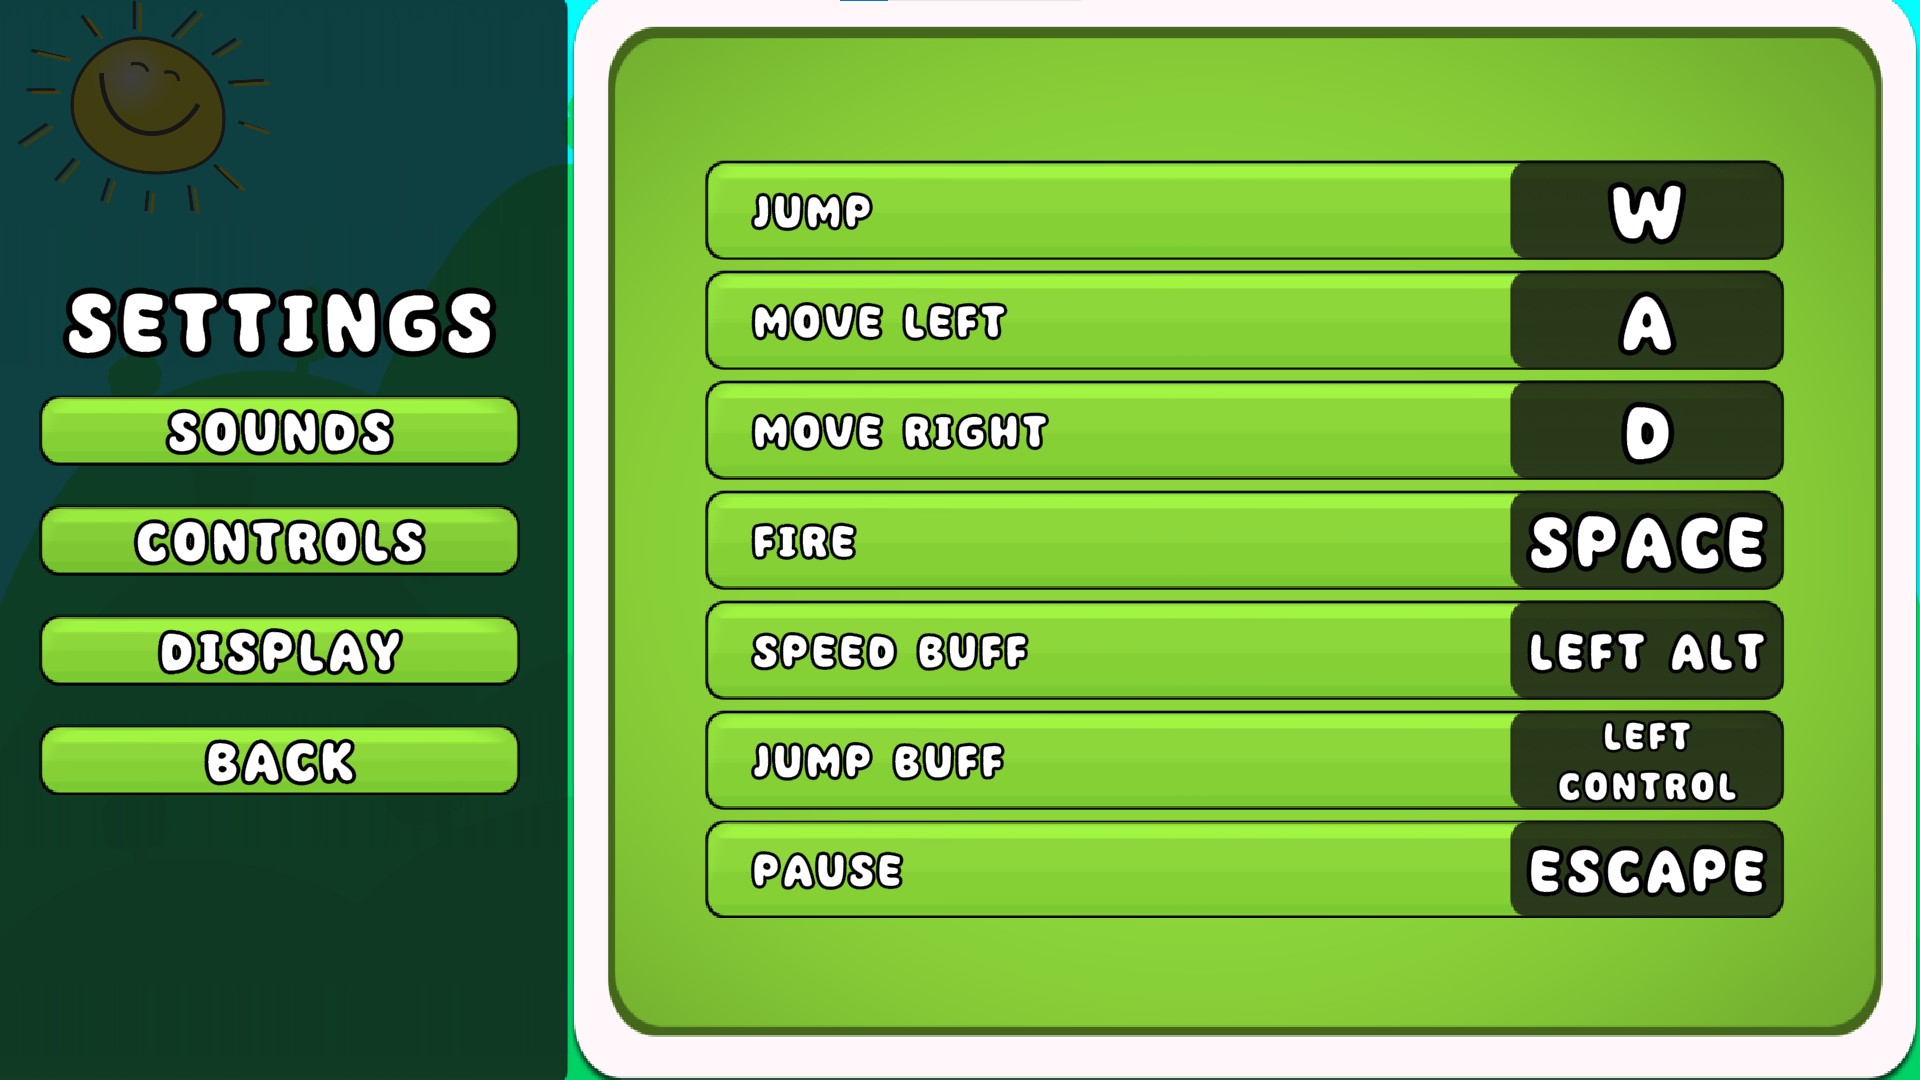 SETTINGS
SOUNDS
CONTROLS
DISPLAY
BACK
JUMP W
MOVE LEFT A
MOVE RIGHT D
FIRE SPACE
SPEED BUFF LEFT ALT
JUMP BUFF LEFT
CONTROL
PAUSE ESCAPE